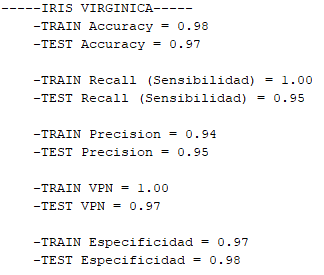 -----IRIS VIRGINICA-----
-TRAIN Accuracy = 0.98
-TEST Accuracy = 0.97
-TRAIN Recall (Sensibilidad) = 1.00
-TEST Recall (Sensibilidad) = 0.95
-TRAIN Precision = 0.94
-TEST Precision = 0.95
-TRAIN VPN = 1.00
-TEST VPN = 0.97
-TRAIN Especificidad = 0.97
-TEST Especificidad = 0.98